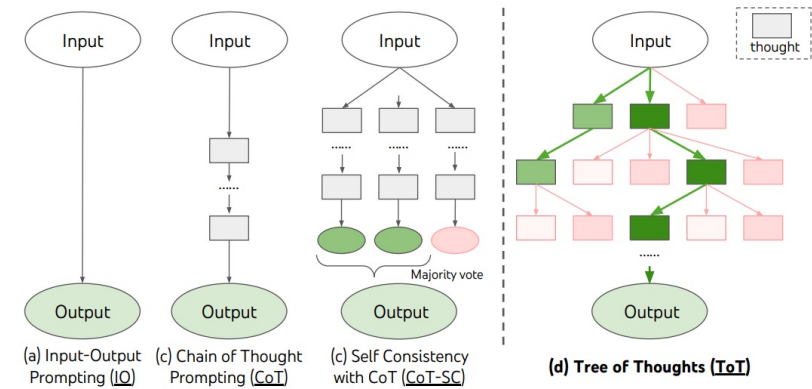 Input
Input
Input
Input
thought
......
......
......
......
Majority vote
......
Output
Output
Output
Output
(a) Input-Output
Prompting (IO)
(c) Chain of Thought
Prompting (CoT)
(c) Self Consistency
with CoT (CoT-SC)
(d) Tree of Thoughts (ToT)